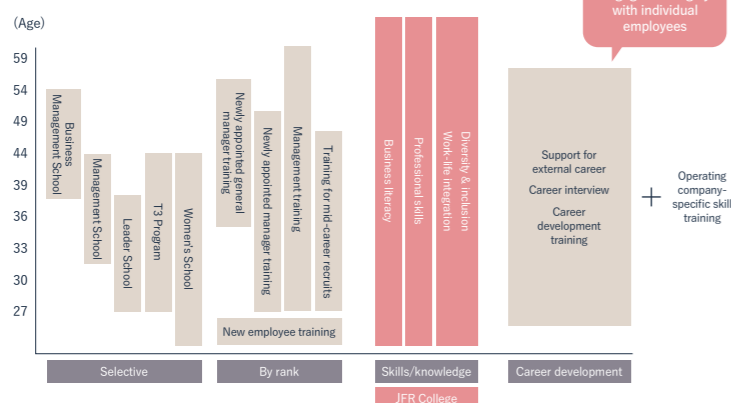 with individual
employees
(Age)
59
54
49
44
39
36
33
30
27
Business
Management School
Management School
Leader School
T3 Program
Women's School
Newly appointed general
manager training
Newly appointed manager training
Management training
Training for mid-career recruits
New employee training
Business literacy
Professional skills
Diversity & inclusion
Work-life integration
Support for
external career
Career interview
Career
development
training
+
Operating
company-
specific skill
training
Selective
By rank
Skills/knowledge
Career development
JFR College